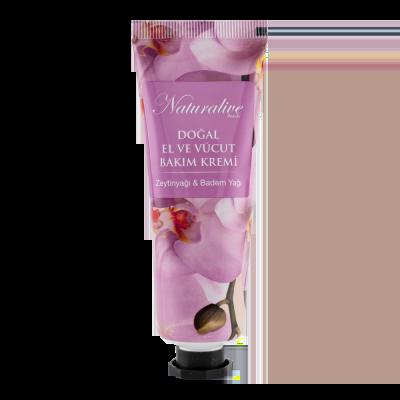 Naturalive
DOĞAL
EL VE VÜCUT
BAKIM KREMİ
Zeytinyağı & Badem Yağı